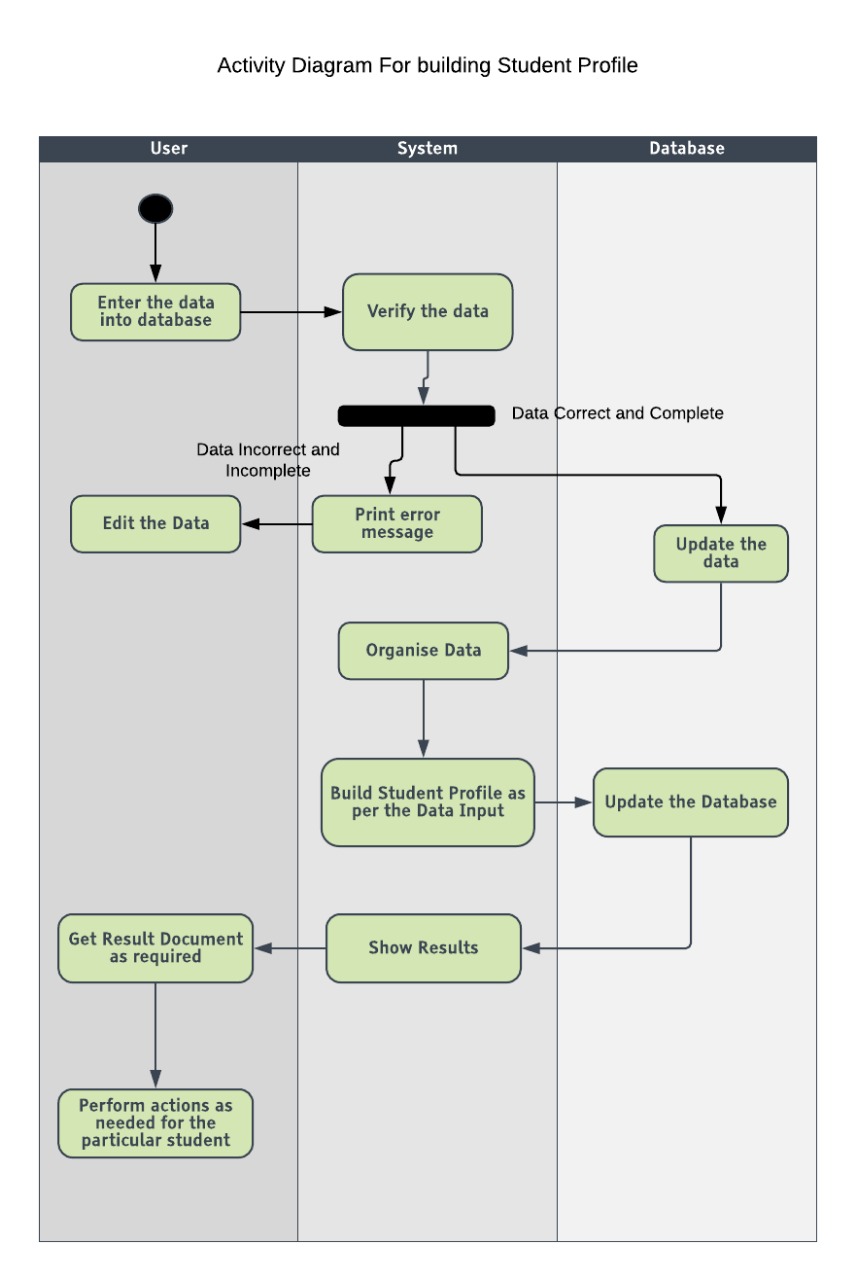 Activity Diagram For building Student Profile
User
System
Database
Enter the data
into database
Verify the data
Data Correct and Complete
Data Incorrect and
Incomplete
Edit the Data
Print error
message
Update the
data
Organise Data
Build Student Profile as
per the Data Input
Update the Database
Get Result Document
as required
Show Results
Perform actions as
needed for the
particular student